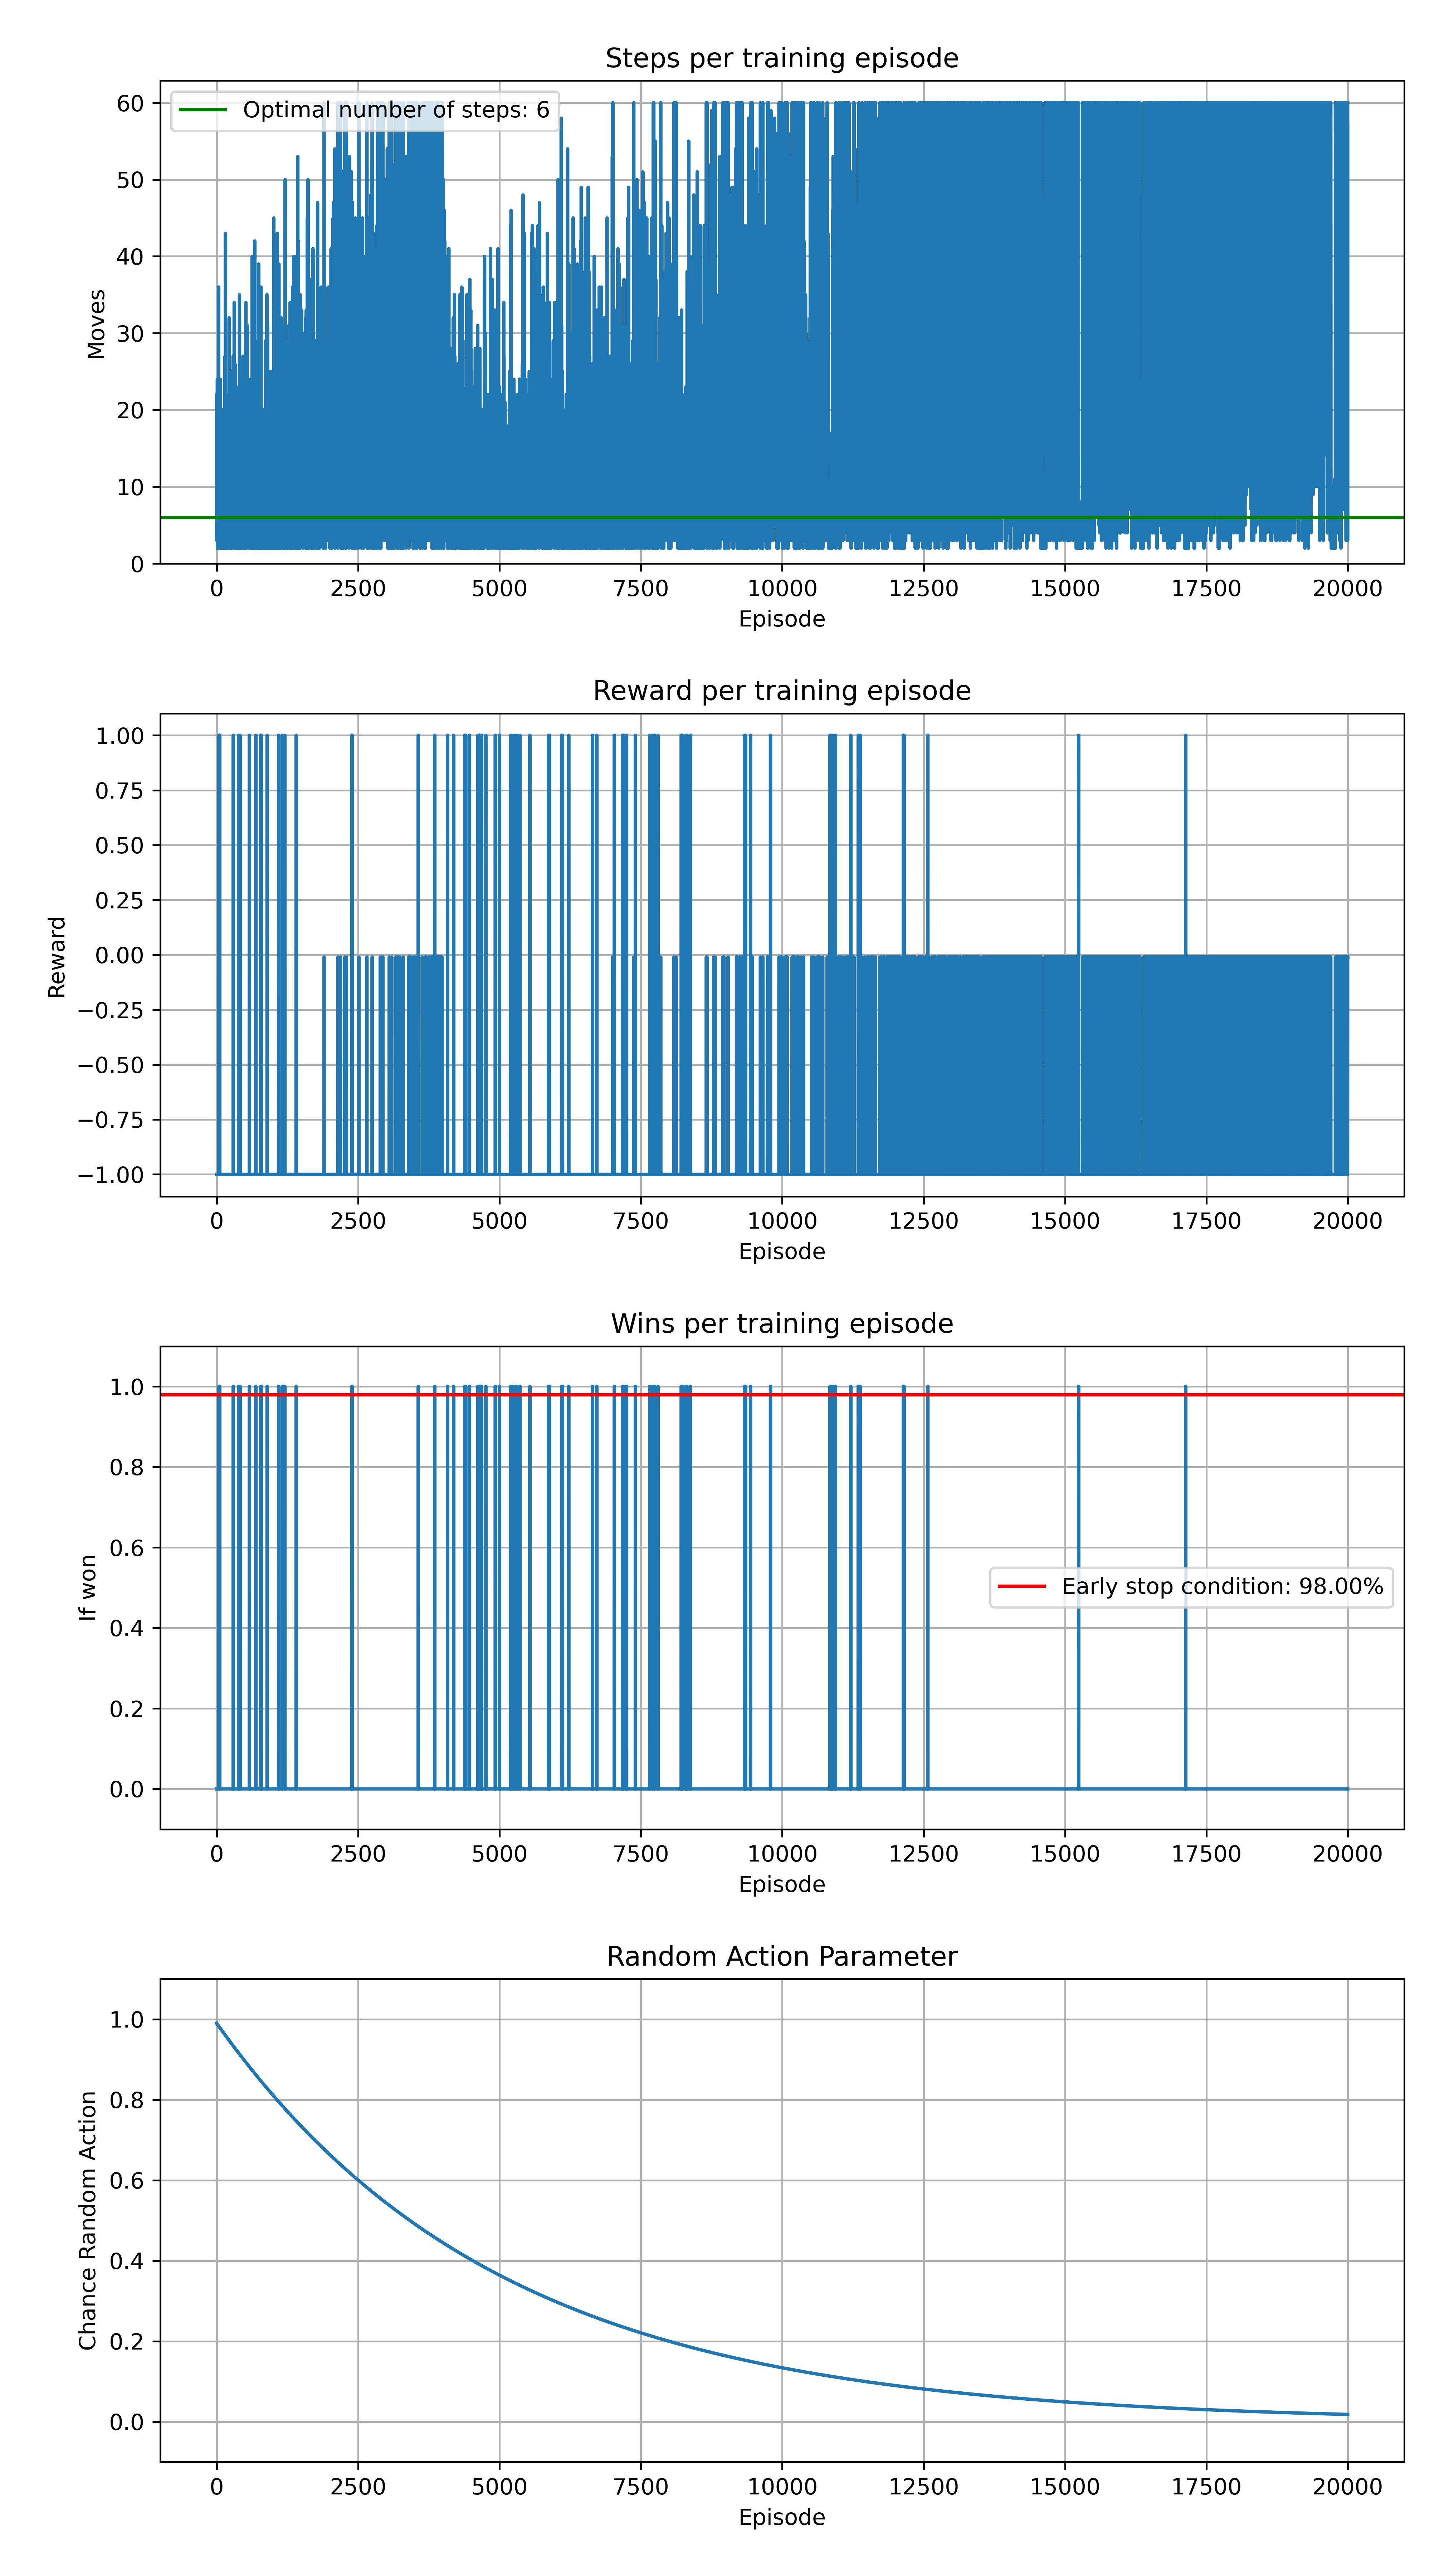 Steps per training episode
Optimal number of steps: 6
60
50
40
30
20
10
0
Moves
0 2500 5000 7500 10000 12500 15000 17500 20000
Episode
Reward per training episode
1.00
0.75
0.50
0.25
0.00
−0.25
−0.50
−0.75
−1.00
Reward
0 2500 5000 7500 10000 12500 15000 17500 20000
Episode
Wins per training episode
1.0
0.8
0.6
0.4
0.2
0.0
If won
Early stop condition: 98.00%
0 2500 5000 7500 10000 12500 15000 17500 20000
Episode
Random Action Parameter
1.0
0.8
0.6
0.4
0.2
0.0
Chance Random Action
0 2500 5000 7500 10000 12500 15000 17500 20000
Episode